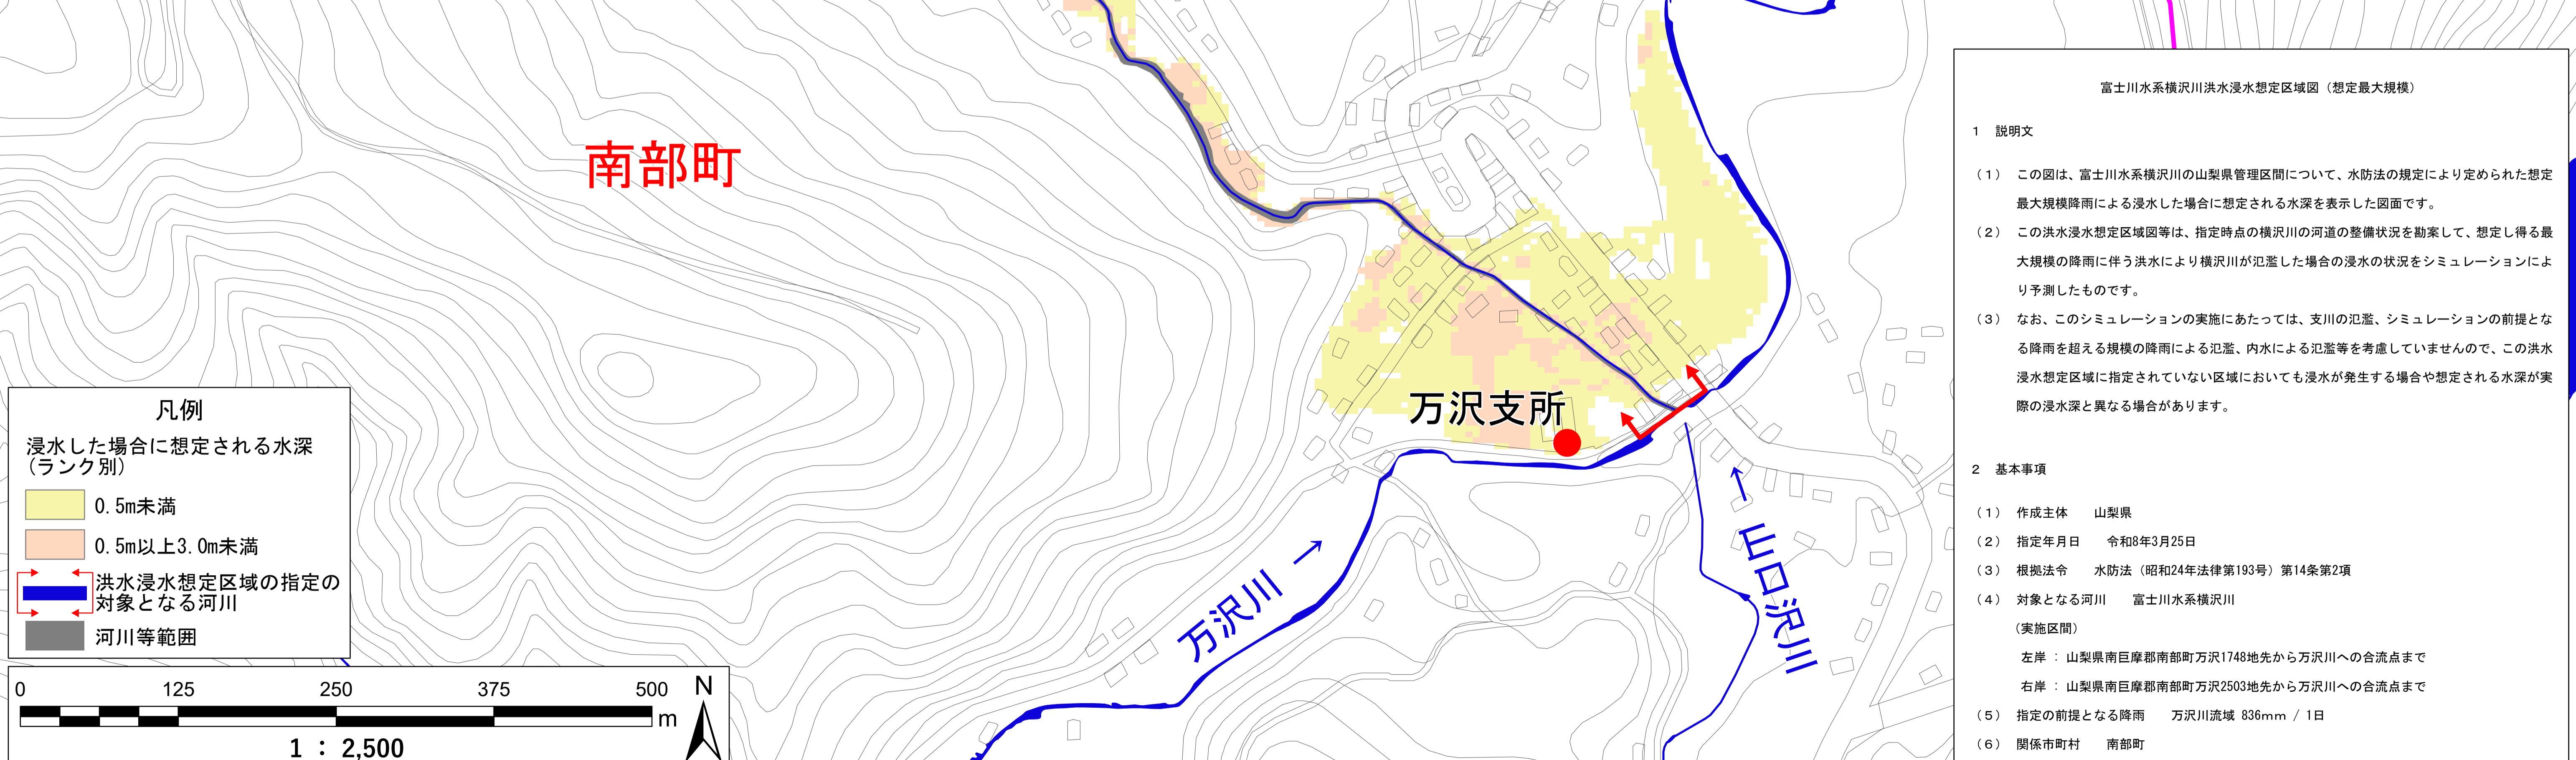 南部町
万沢支所
万沢川
山口沢川
凡例
浸水した場合に想定される水深
(ランク別)
0.5m未満
0.5m以上3.0m未満
洪水浸水想定区域の指定の
対象となる河川
河川等範囲
0 125 250 375 500 m
N
1 : 2,500
富士川水系横沢川洪水浸水想定区域図（想定最大規模）
1 説明文
（1） この図は、富士川水系横沢川の山梨県管理区間について、水防法の規定により定められた想定
最大規模降雨による浸水した場合に想定される水深を表示した図面です。
（2） この洪水浸水想定区域図等は、指定時点の横沢川の河道の整備状況を勘案して、想定し得る最
大規模の降雨に伴う洪水により横沢川が氾濫した場合の浸水の状況をシミュレーションによ
り予測したものです。
（3） なお、このシミュレーションの実施にあたっては、支川の氾濫、シミュレーションの前提とな
る降雨を超える規模の降雨による氾濫、内水による氾濫等を考慮していませんので、この洪水
浸水想定区域に指定されていない区域においても浸水が発生する場合や想定される水深が実
際の浸水深と異なる場合があります。
2 基本事項
（1） 作成主体 山梨県
（2） 指定年月日 令和8年3月25日
（3） 根拠法令 水防法（昭和24年法律第193号）第14条第2項
（4） 対象となる河川 富士川水系横沢川
（実施区間）
左岸 ： 山梨県南巨摩郡南部町万沢1748地先から万沢川への合流点まで
右岸 ： 山梨県南巨摩郡南部町万沢2503地先から万沢川への合流点まで
（5） 指定の前提となる降雨 万沢川流域 836mm / 1日
（6） 関係市町村 南部町